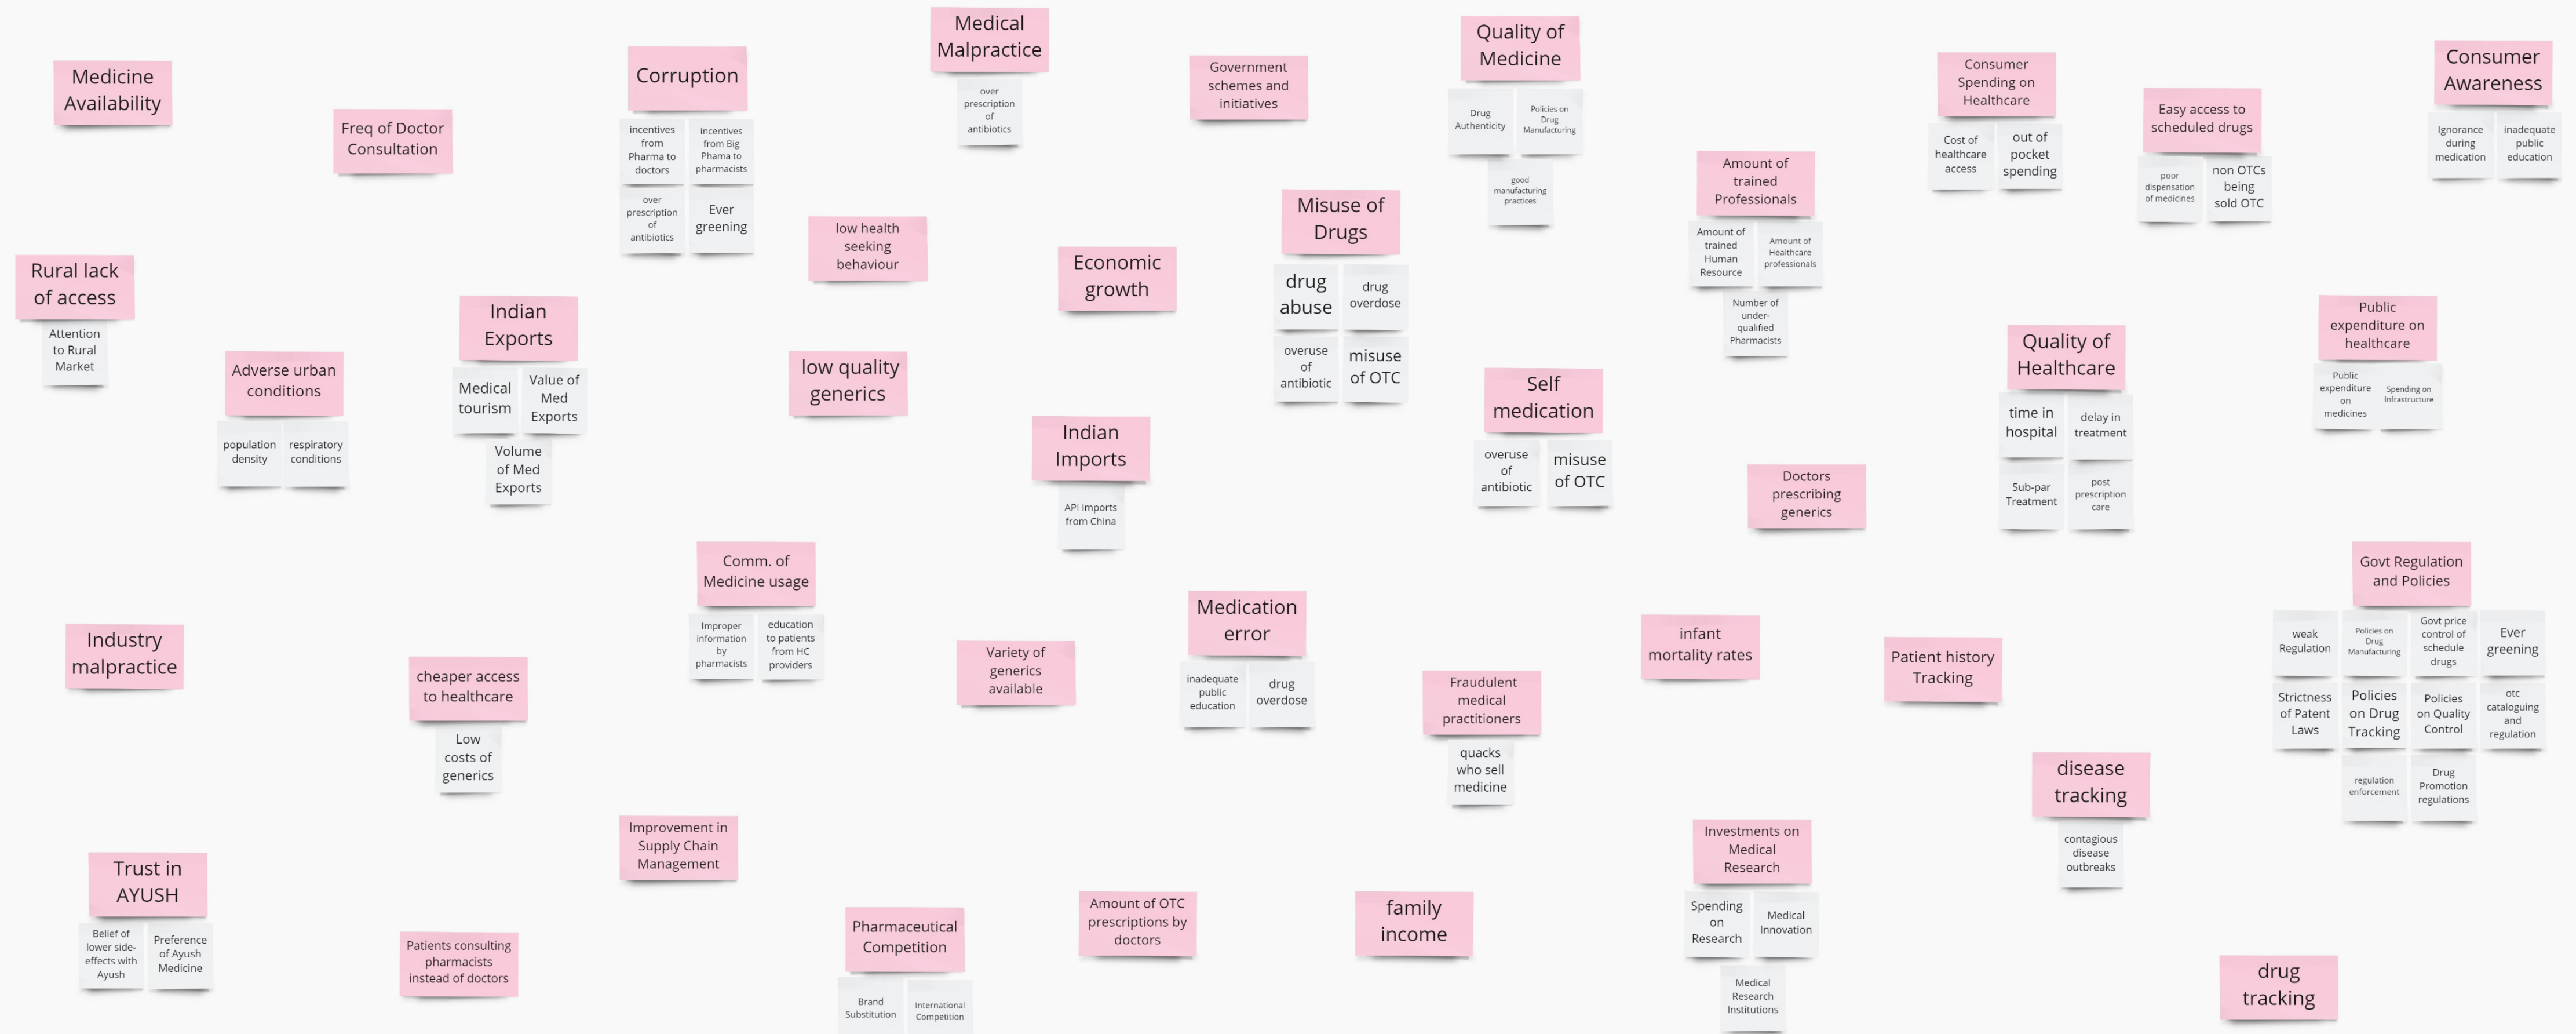 Medicine
Availability
Freq of Doctor
Consultation
Corruption
incentives
from
Pharma to
doctors
incentives
from Big
Phama to
pharmacists
over
prescription
of
antibiotics
Ever
greening
Medical
Malpractice
over
prescription
of
antibiotics
Government
schemes and
initiatives
Quality of
Medicine
Drug
Authenticity
Policies on
Drug
Manufacturing
good
manufacturing
practices
Consumer
Spending on
Healthcare
Cost of
healthcare
access
out of
pocket
spending
Easy access to
scheduled drugs
poor
dispensation
of medicines
non OTCs
being
sold OTC
Consumer
Awareness
Ignorance
during
medication
inadequate
public
education
Rural lack
of access
Attention
to Rural
Market
Adverse urban
conditions
population
density
respiratory
conditions
Indian
Exports
Medical
tourism
Value of
Med
Exports
Volume
of Med
Exports
low health
seeking
behaviour
low quality
generics
Economic
growth
Indian
Imports
API imports
from China
Misuse of
Drugs
drug
abuse
drug
overdose
overuse
of
antibiotic
misuse
of OTC
Self
medication
overuse
of
antibiotic
misuse
of OTC
Amount of
trained
Professionals
Amount of
trained
Human
Resource
Amount of
Healthcare
professionals
Number of
under-
qualified
Pharmacists
Doctors
prescribing
generics
Quality of
Healthcare
time in
hospital
delay in
treatment
Sub-par
Treatment
post
prescription
care
Public
expenditure on
healthcare
Public
expenditure
on
medicines
Spending on
Infrastructure
Industry
malpractice
cheaper access
to healthcare
Low
costs of
generics
Comm. of
Medicine usage
Improper
information
by
pharmacists
education
to patients
from HC
providers
Variety of
generics
available
Medication
error
inadequate
public
education
drug
overdose
Fraudulent
medical
practitioners
quacks
who sell
medicine
infant
mortality rates
Patient history
Tracking
disease
tracking
contagious
disease
outbreaks
Govt Regulation
and Policies
weak
Regulation
Policies on
Drug
Manufacturing
Govt price
control of
schedule
drugs
Ever
greening
Strictness
of Patent
Laws
Policies
on Drug
Tracking
Policies
on Quality
Control
otc
cataloguing
and
regulation
regulation
enforcement
Drug
Promotion
regulations
Trust in
AYUSH
Belief of
lower side-
effects with
Ayush
Preference
of Ayush
Medicine
Patients consulting
pharmacists
instead of doctors
Improvement in
Supply Chain
Management
Pharmaceutical
Competition
Brand
Substitution
International
Competition
Amount of OTC
prescriptions by
doctors
family
income
Investments on
Medical
Research
Spending
on
Research
Medical
Innovation
Medical
Research
Institutions
drug
tracking